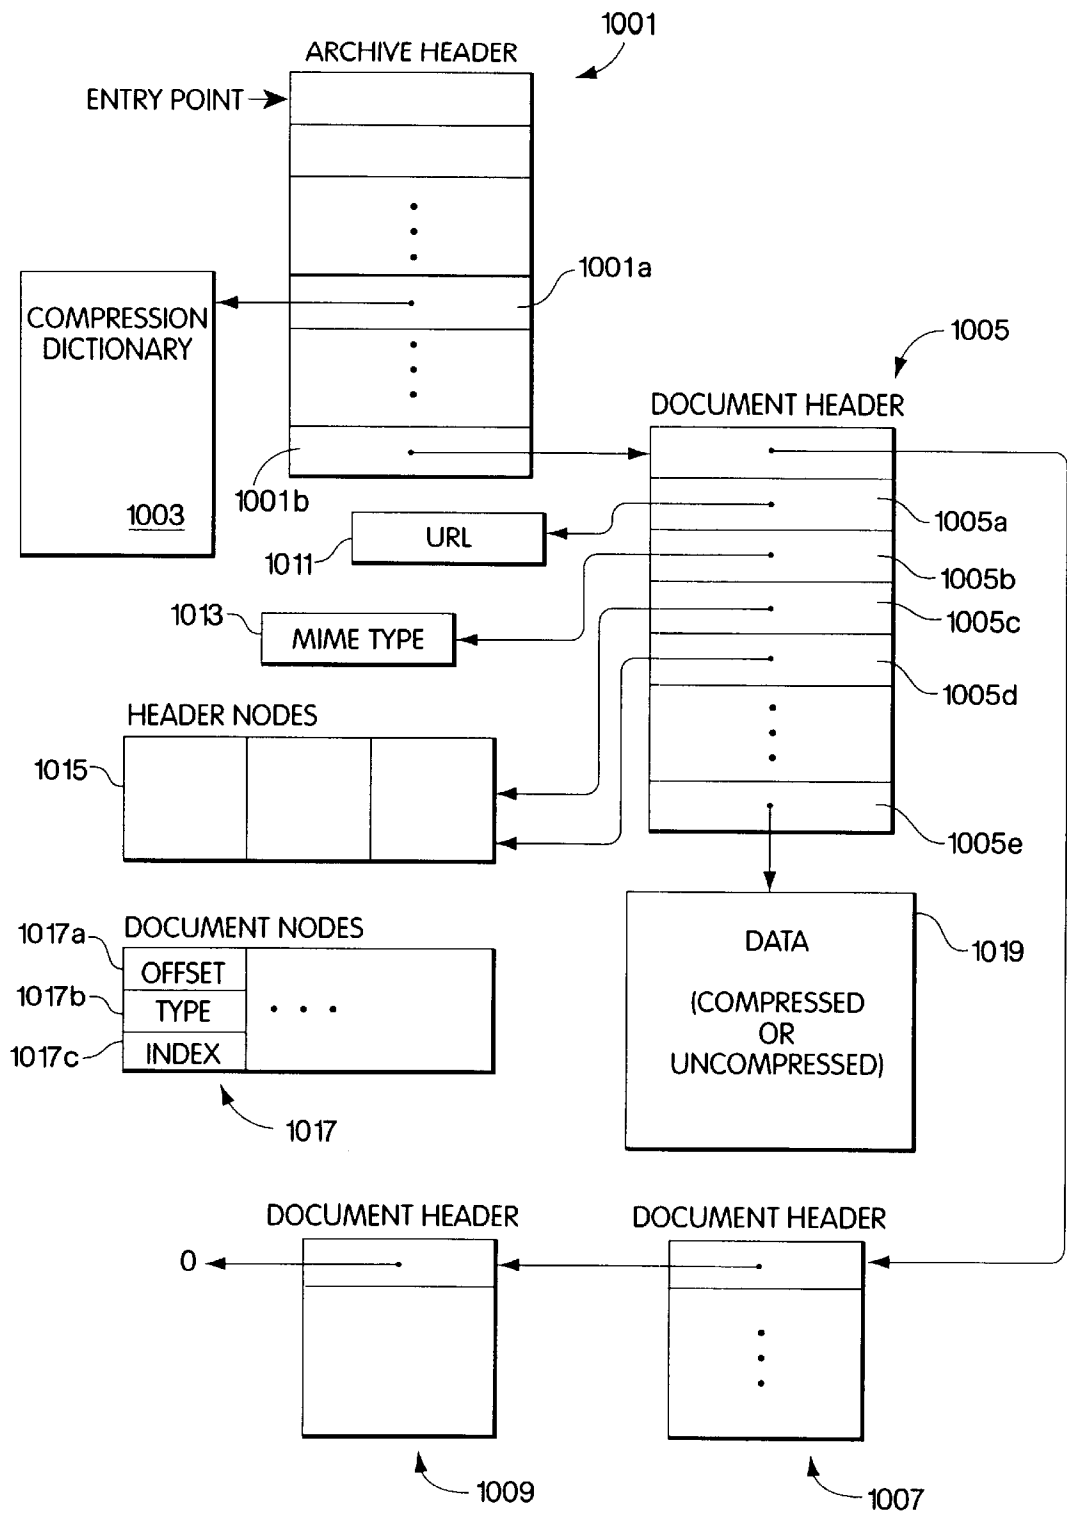 1001
ARCHIVE HEADER
ENTRY POINT
1001a
COMPRESSION
DICTIONARY
1003
1005
DOCUMENT HEADER
1001b
1005a
URL
1011
1005b
1013
MIME TYPE
1005c
1005d
HEADER NODES
1015
1005e
DOCUMENT NODES
1017a
OFFSET
1017b
TYPE
1017c
INDEX
1017
DATA
(COMPRESSED
OR
UNCOMPRESSED)
1019
DOCUMENT HEADER
DOCUMENT HEADER
0
1009
1007